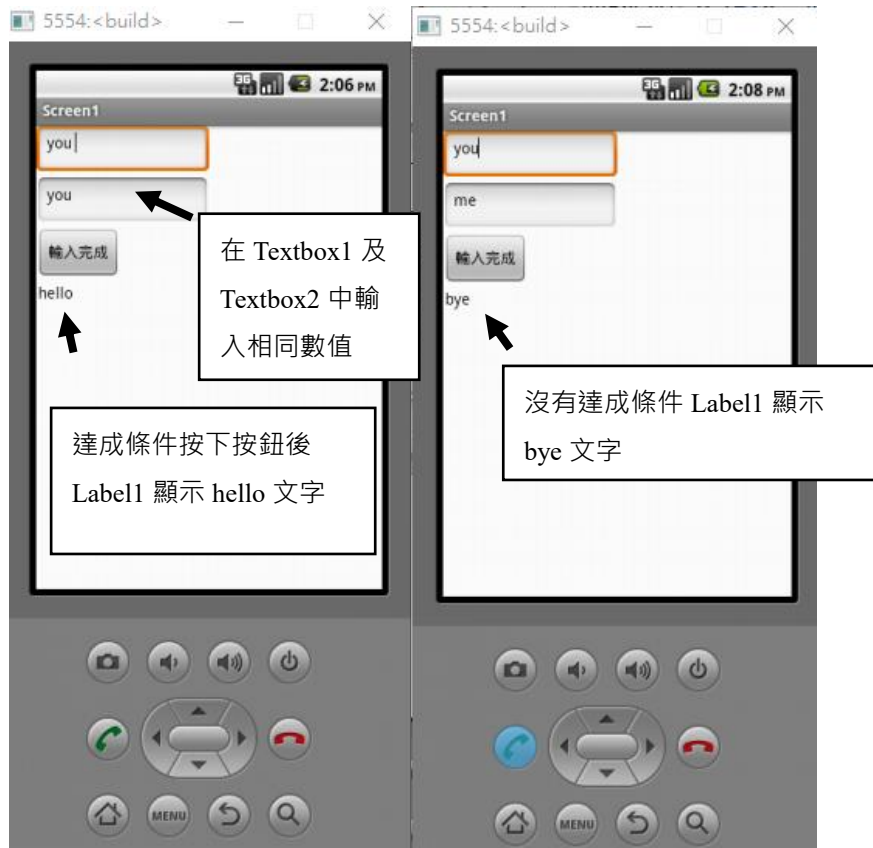 5554:<build>
2:06 PM
Screen1
you
you
輸入完成
hello
在 Textbox1 及
Textbox2 中輸
入相同數值
達成條件按下按鈕後
Label1 顯示 hello 文字
MENU
5554:<build>
2:08 PM
Screen1
you
me
輸入完成
bye
沒有達成條件 Label1 顯示
bye 文字
MENU